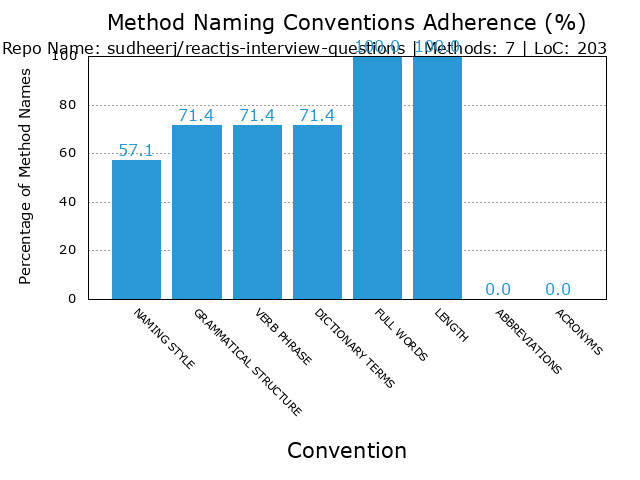 Method Naming Conventions Adherence (%)
Repo Name: sudheerj/reactjs-interview-questions | Methods: 7 | LoC: 203
100.0 100.0
100
80
60
40
20
0
Percentage of Method Names
57.1
71.4
71.4
71.4
0.0
0.0
NAMING STYLE
GRAMMATICAL STRUCTURE
VERB PHRASE
DICTIONARY TERMS
FULL WORDS
LENGTH
ABBREVIATIONS
ACRONYMS
Convention